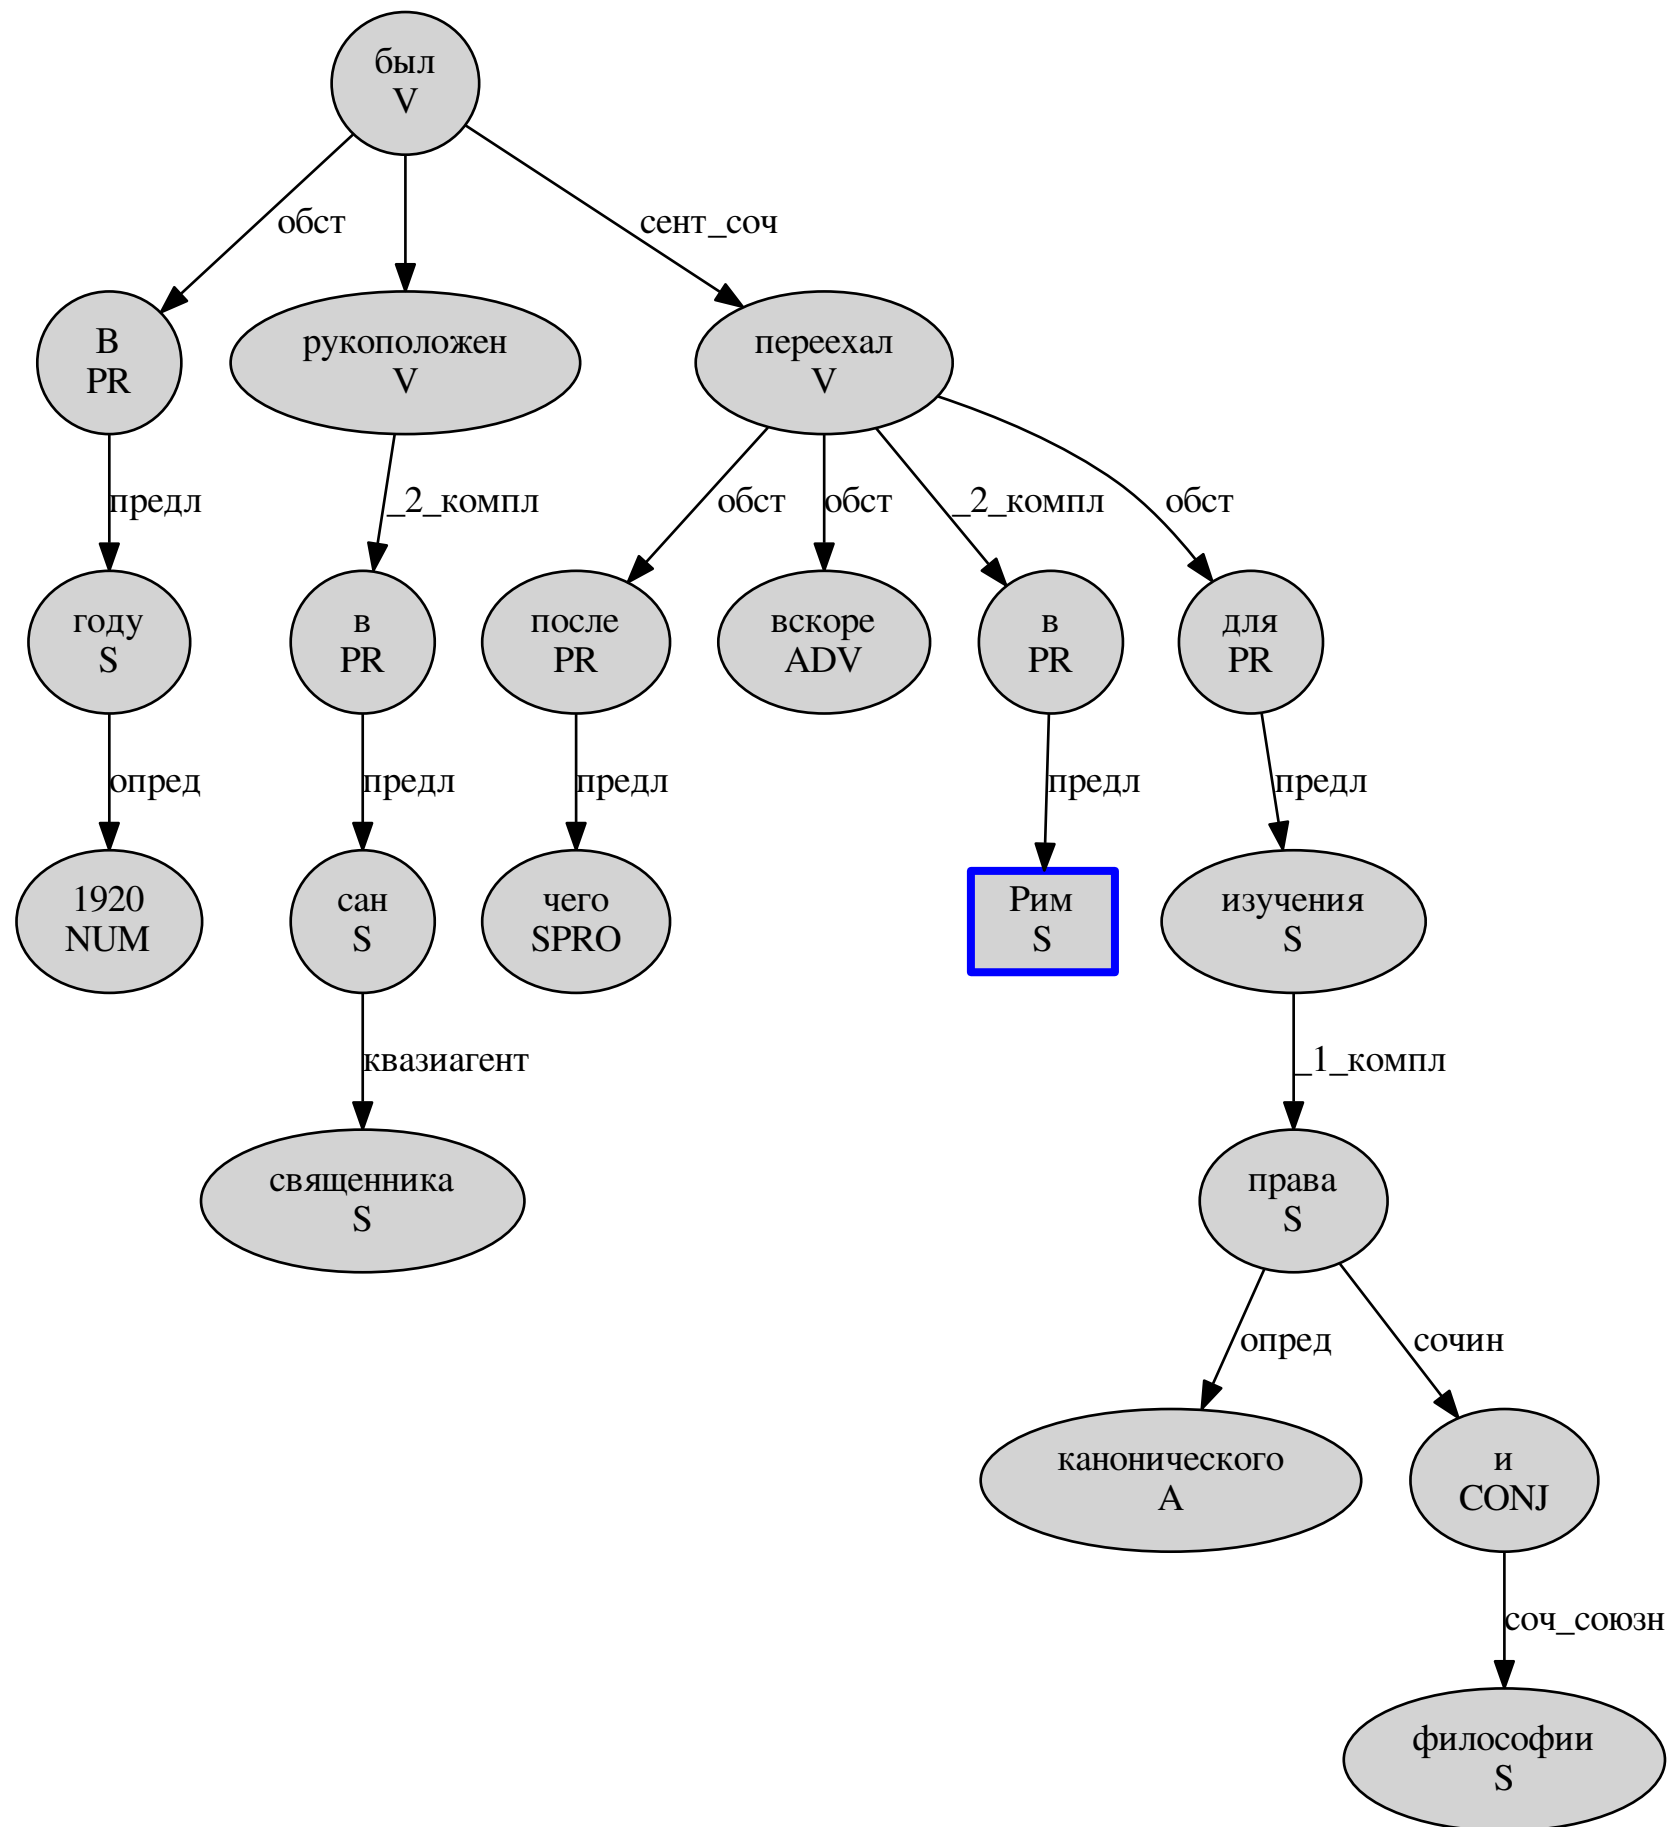 был
V
обст
сент_соч
В
PR
рукоположен
V
переехал
V
предл
_2_компл
обст
обст
_2_компл
обст
году
S
в
PR
после
PR
вскоре
ADV
в
PR
для
PR
опред
предл
предл
предл
предл
1920
NUM
сан
S
чего
SPRO
Рим
S
изучения
S
квазиагент
_1_компл
священника
S
права
S
опред
сочин
канонического
A
и
CONJ
соч_союзн
философии
S